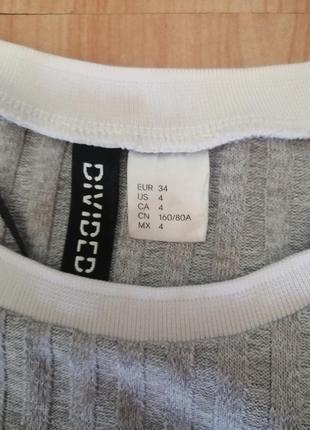 DIVIDED
EUR 34
US 4
CA 4
CN 160/80A
MX 4